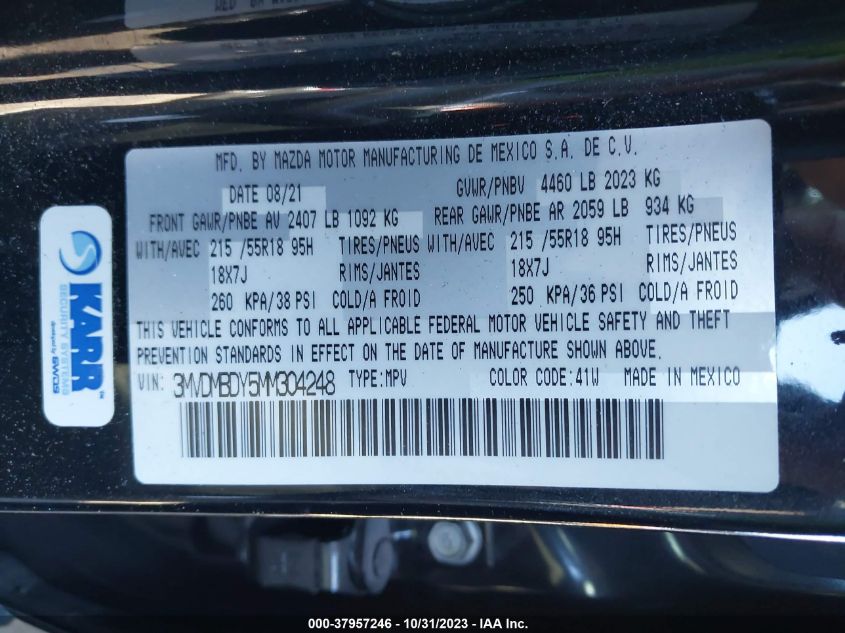 MFD. BY MAZDA MOTOR MANUFACTURING DE MEXICO S.A. DE C.V.
DATE 08/21 GVWR/PNBV 4460 LB 2023 KG
FRONT GAWR/PNBE AV 2407 LB 1092 KG REAR GAWR/PNBE AR 2059 LB 934 KG
WITH/AVEC 215 /55R18 95H TIRES/PNEUS WITH/AVEC 215 /55R18 95H TIRES/PNEUS
18X7J RIMS/JANTES 18X7J RIMS/JANTES
260 KPA/38 PSI COLD/A FROID 250 KPA/36 PSI COLD/A FROID
THIS VEHICLE CONFORMS TO ALL APPLICABLE FEDERAL MOTOR VEHICLE SAFETY AND THEFT
PREVENTION STANDARDS IN EFFECT ON THE DATE OF MANUFACTURE SHOWN ABOVE.
VIN: 3MVDMBDY5MM304248 TYPE:MPV COLOR CODE:41W MADE IN MEXICO
KARR
SECURITY SYSTEMS
developed by SWDS
000-37957246 - 10/31/2023 - IAA Inc.